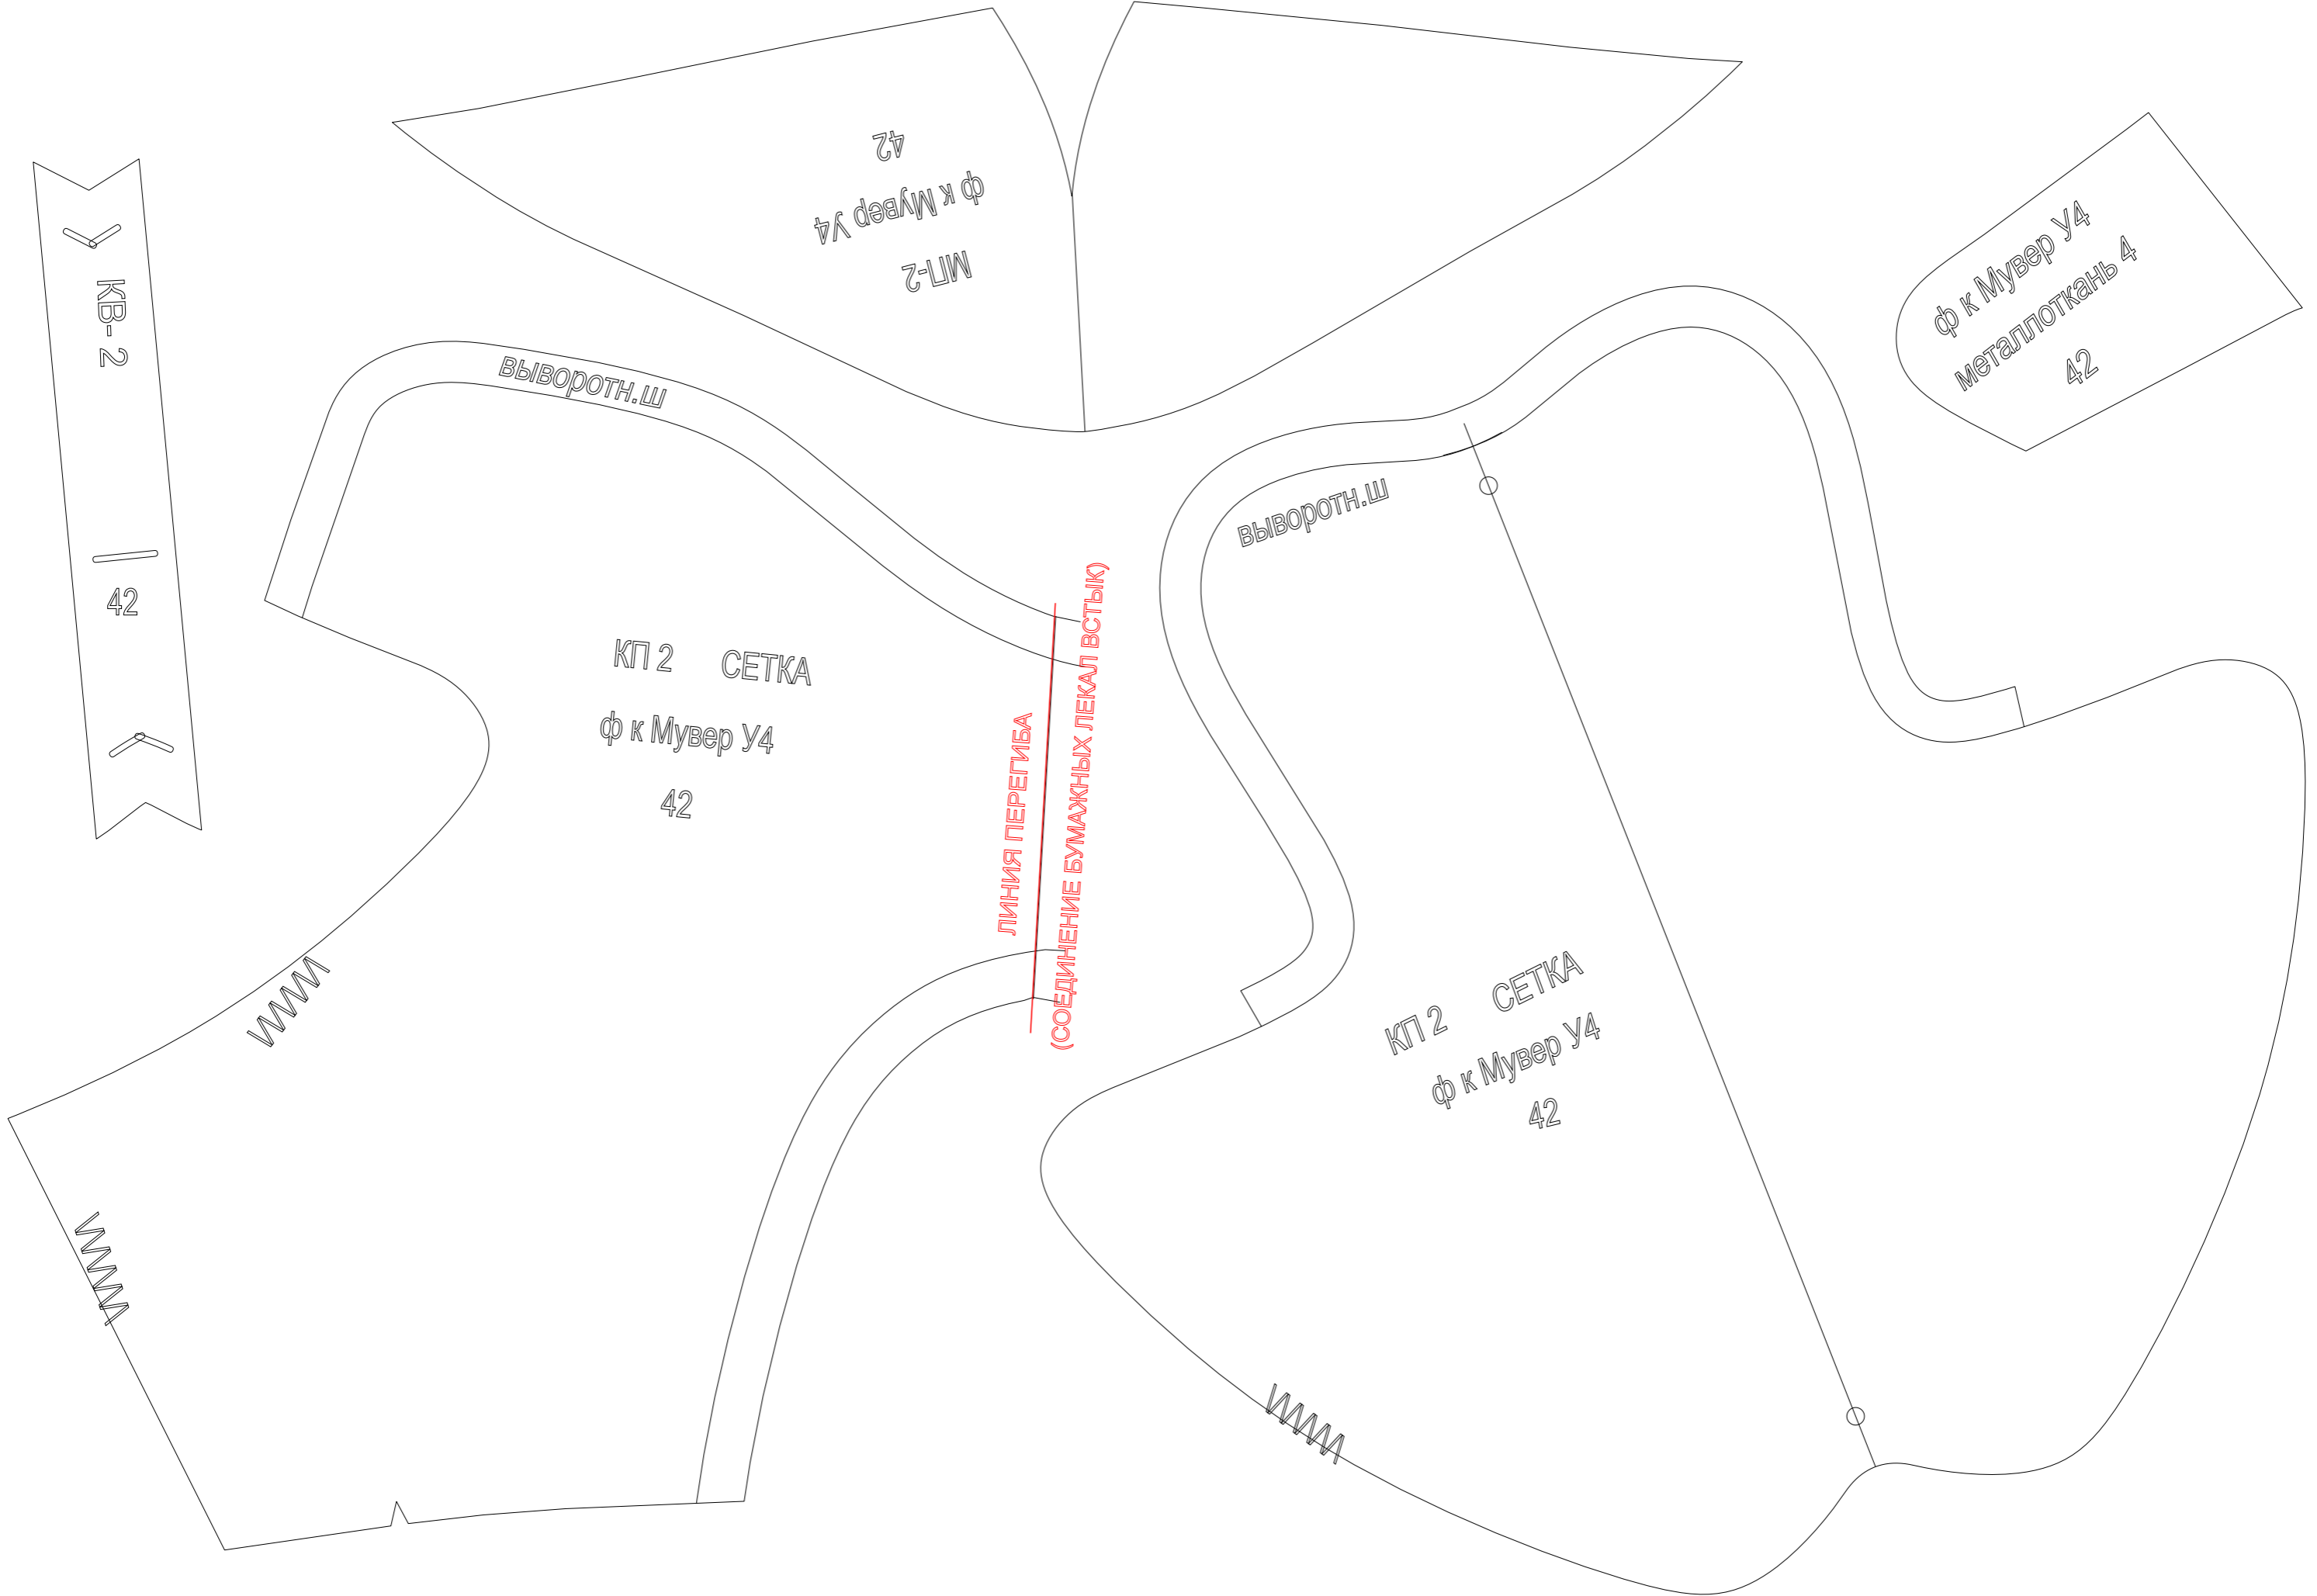 КВ- 2
42
42
ф к Мувер У4
МП-2
ф к Мувер У4
металлоткань 4
42
выворотн.ш
КП 2 СЕТКА
ф к Мувер У4
42
ЛИНИЯ ПЕРЕГИБА
(СОЕДИНЕНИЕ БУМАЖНЫХ ЛЕКАЛ ВСТЫК)
выворотн.ш
КП 2 СЕТКА
ф к Мувер У4
42